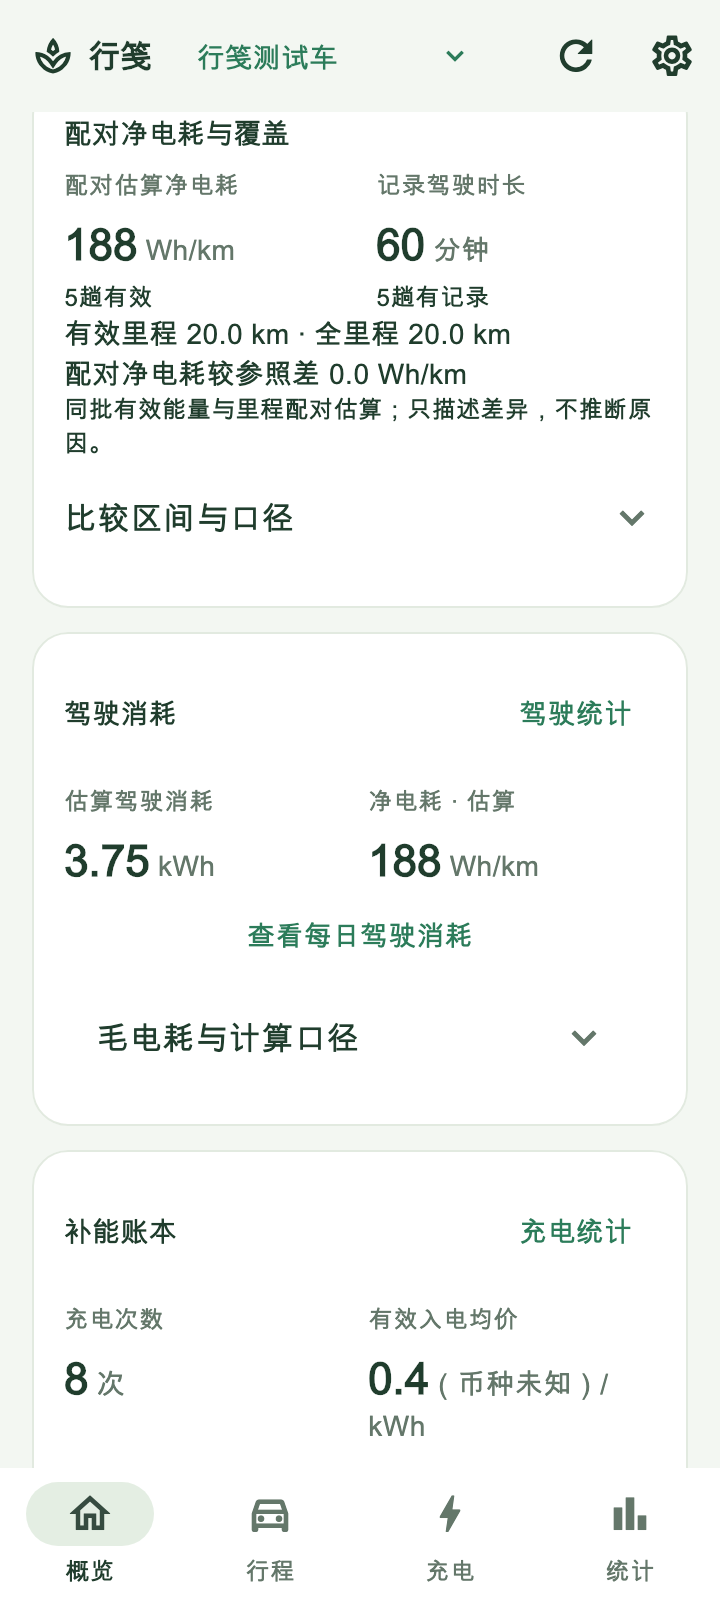 行笺 行笺测试车
配对净电耗与覆盖
配对估算净电耗 记录驾驶时长
188 Wh/km 60 分钟
5趟有效 5趟有记录
有效里程 20.0 km · 全里程 20.0 km
配对净电耗较参照差 0.0 Wh/km
同批有效能量与里程配对估算；只描述差异，不推断原
因。
比较区间与口径
驾驶消耗 驾驶统计
估算驾驶消耗 净电耗 · 估算
3.75 kWh 188 Wh/km
查看每日驾驶消耗
毛电耗与计算口径
补能账本 充电统计
充电次数 有效入电均价
8 次 0.4（币种未知）/
kWh
概览 行程 充电 统计